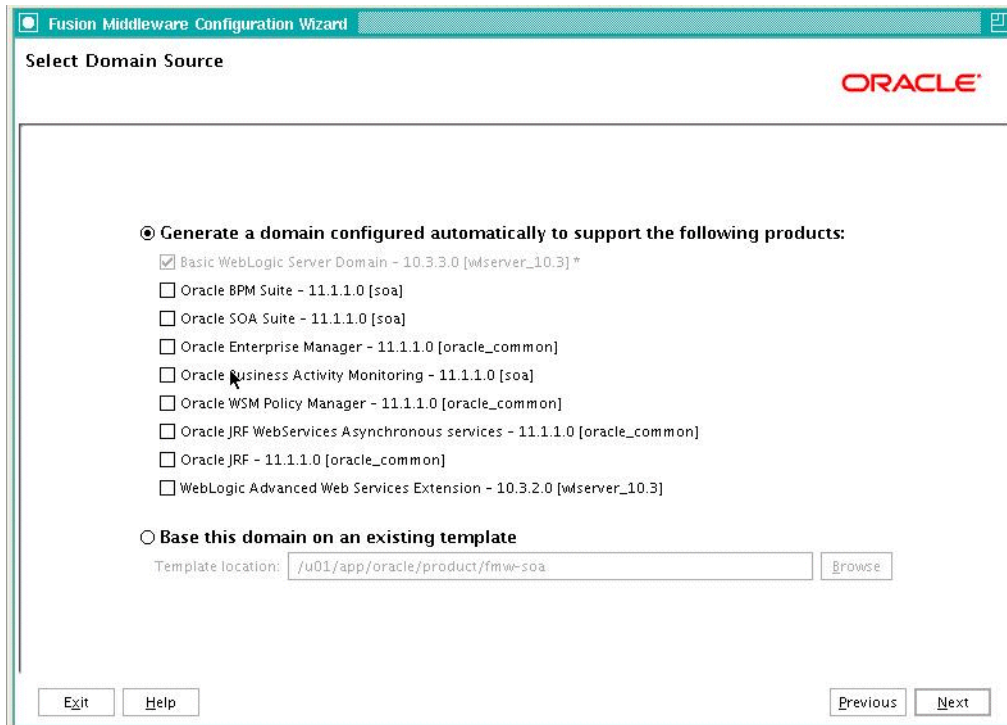 Fusion Middleware Configuration Wizard
Select Domain Source
ORACLE
Generate a domain configured automatically to support the following products:
Basic WebLogic Server Domain - 10.3.3.0 [wlserver_10.3] *
Oracle BPM Suite - 11.1.1.0 [soa]
Oracle SOA Suite - 11.1.1.0 [soa]
Oracle Enterprise Manager - 11.1.1.0 [oracle_common]
Oracle Business Activity Monitoring - 11.1.1.0 [soa]
Oracle WSM Policy Manager - 11.1.1.0 [oracle_common]
Oracle JRF WebServices Asynchronous services - 11.1.1.0 [oracle_common]
Oracle JRF - 11.1.1.0 [oracle_common]
WebLogic Advanced Web Services Extension - 10.3.2.0 [wlserver_10.3]
Base this domain on an existing template
Template location: /u01/app/oracle/product/fmw-soa Browse
Exit Help Previous Next